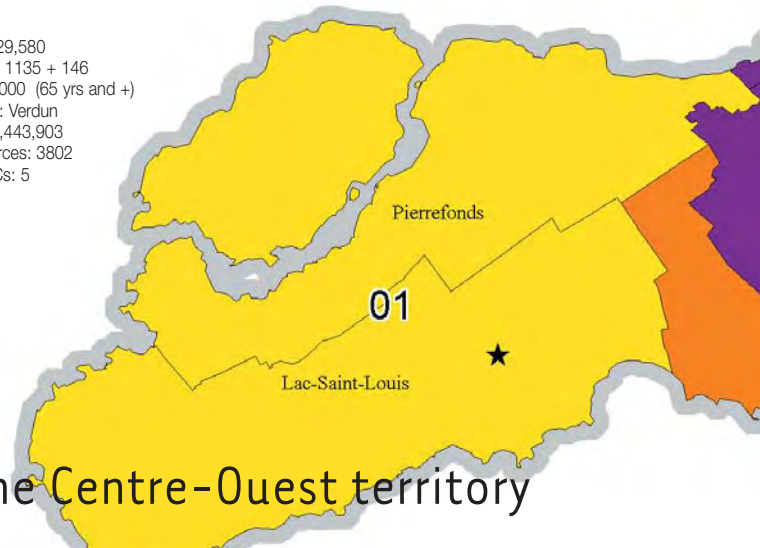 29,580
1135 + 146
000 (65 yrs and +)
: Verdun
,443,903
rces: 3802
Cs: 5
Pierrefonds
01
Lac-Saint-Louis
ne Centre-Ouest territory